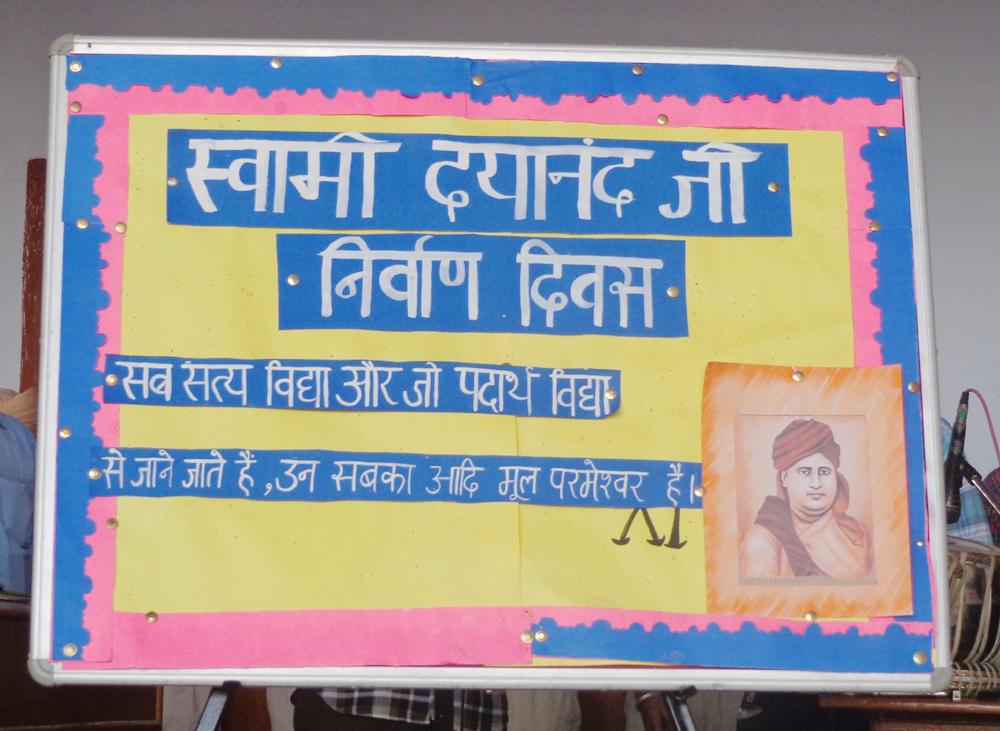 स्वामी दयानंद जी
निर्वाण दिवस
सब सत्य विद्या और जो पदार्थ विद्या
से जाने जाते हैं ,उन सबका आदि मूल परमेश्वर है।